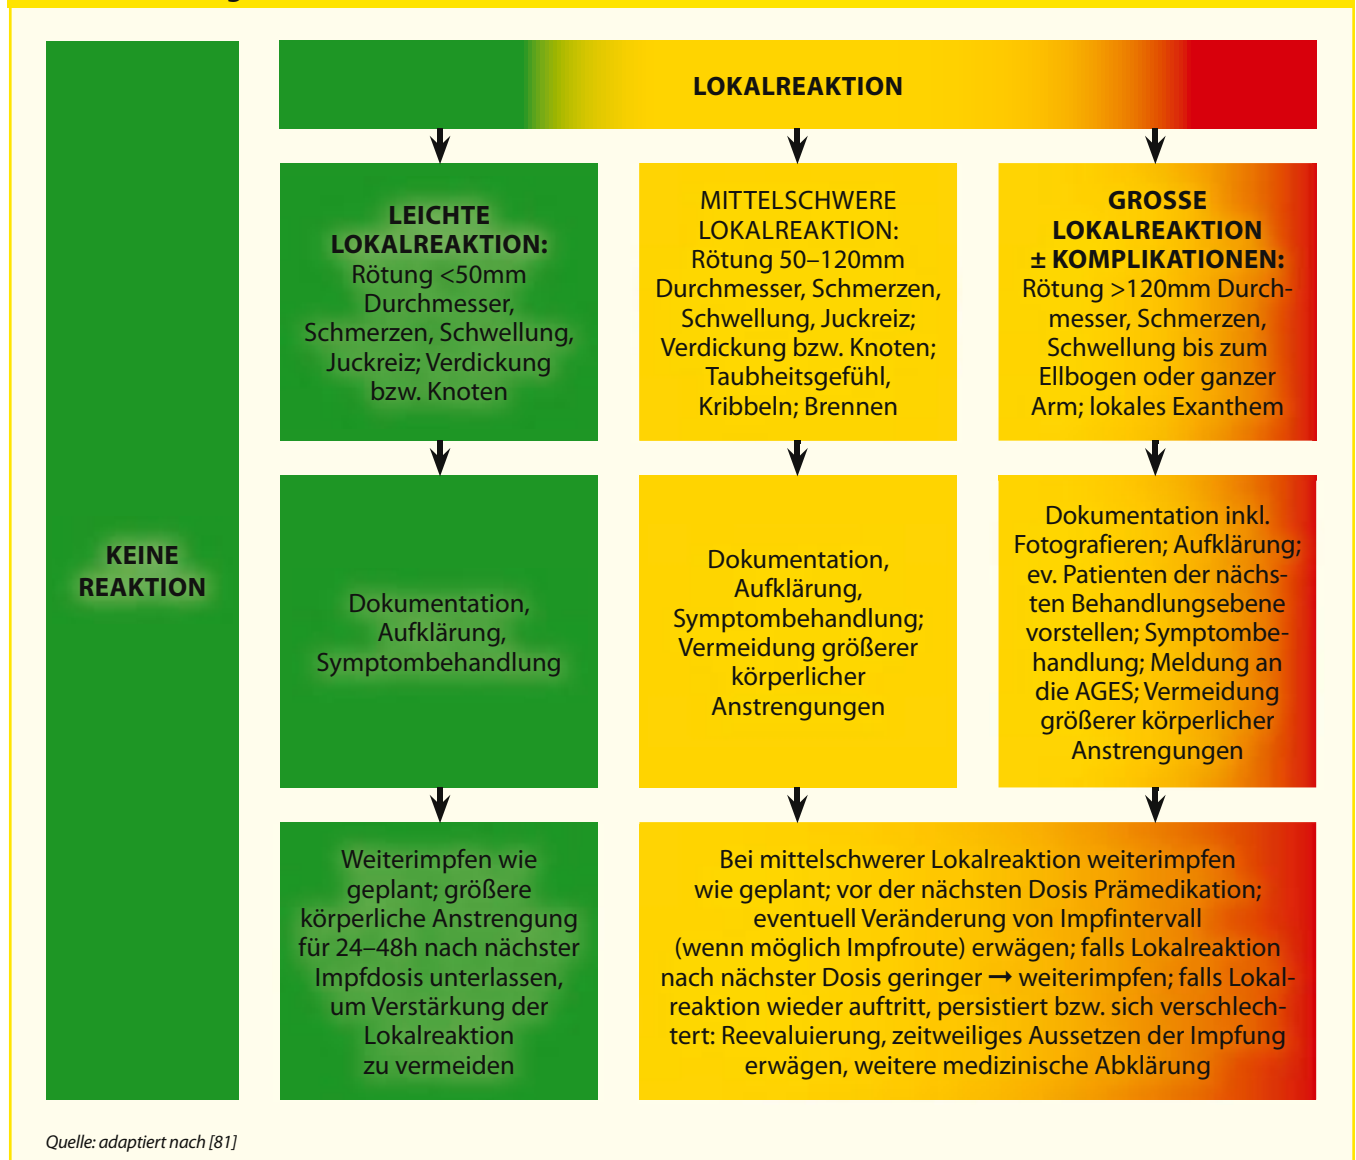 LOKALREAKTION
KEINE
REAKTION
LEICHTE
LOKALREAKTION:
Rötung <50mm
Durchmesser,
Schmerzen, Schwellung,
Juckreiz; Verdickung
bzw. Knoten
Dokumentation,
Aufklärung,
Symptombehandlung
Weiterimpfen wie
geplant; größere
körperliche Anstrengung
für 24–48h nach nächster
Impfdosis unterlassen,
um Verstärkung der
Lokalreaktion
zu vermeiden
MITTELSCHWERE
LOKALREAKTION:
Rötung 50–120mm
Durchmesser, Schmerzen,
Schwellung, Juckreiz;
Verdickung bzw. Knoten;
Taubheitsgefühl,
Kribbeln; Brennen
Dokumentation,
Aufklärung,
Symptombehandlung;
Vermeidung größerer
körperlicher
Anstrengungen
GROSSE
LOKALREAKTION
± KOMPLIKATIONEN:
Rötung >120mm Durch-
messer, Schmerzen,
Schwellung bis zum
Ellbogen oder ganzer
Arm; lokales Exanthem
Dokumentation inkl.
Fotografieren; Aufklärung;
ev. Patienten der nächs-
ten Behandlungsebene
vorstellen; Symptombe-
handlung; Meldung an
die AGES; Vermeidung
größerer körperlicher
Anstrengungen
Bei mittelschwerer Lokalreaktion weiterimpfen
wie geplant; vor der nächsten Dosis Prämedikation;
eventuell Veränderung von Impfintervall
(wenn möglich Impfroute) erwägen; falls Lokalreaktion
nach nächster Dosis geringer → weiterimpfen; falls Lokal-
reaktion wieder auftritt, persistiert bzw. sich verschlech-
tert: Reevaluierung, zeitweiliges Aussetzen der Impfung
erwägen, weitere medizinische Abklärung
Quelle: adaptiert nach [81]